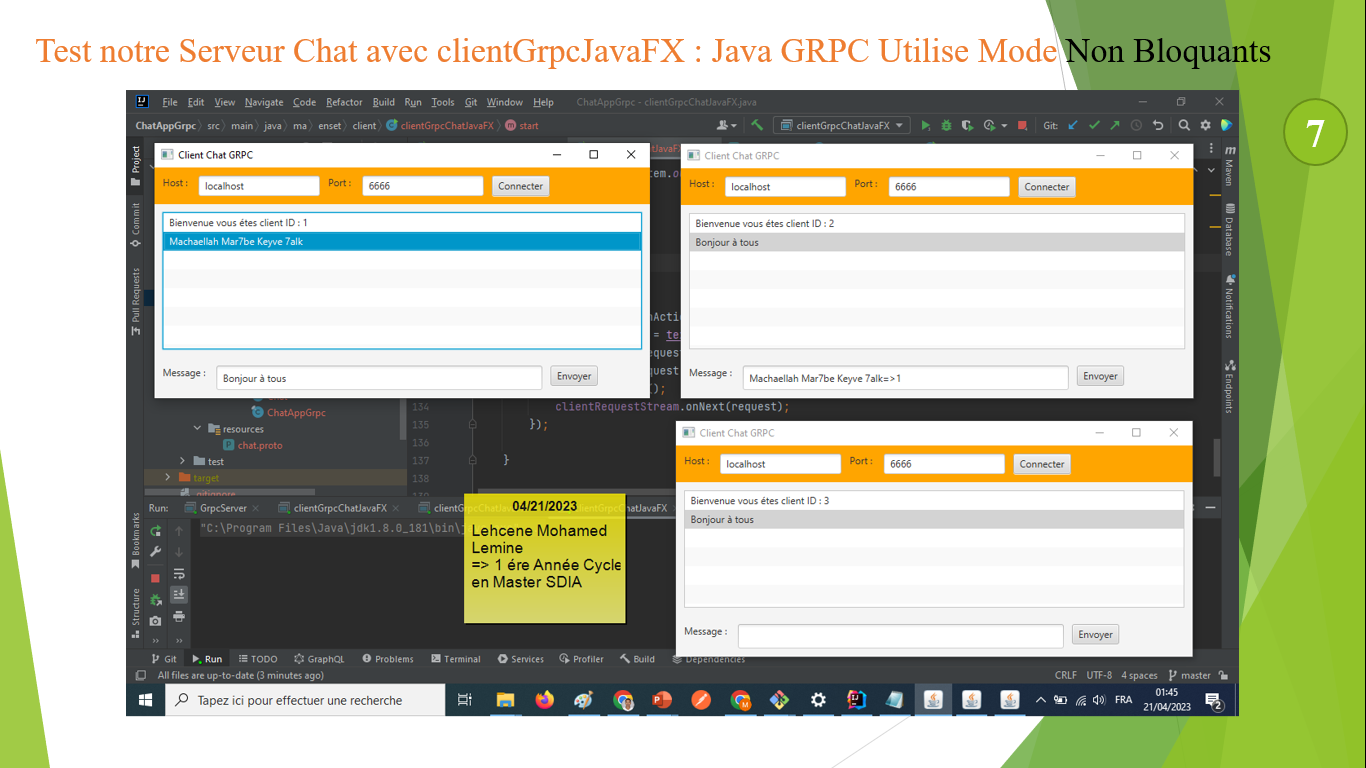 Test notre Serveur Chat avec clientGrpcJavaFX : Java GRPC Utilise Mode Non Bloquants
7
File Edit View Navigate Code Refactor Build Run Tools Git Window Help ChatAppGrpc - clientGrpcChatJavaFX.java
ChatAppGrpc src main java ma enset client clientGrpcChatJavaFX start
clientGrpcChatJavaFX Git:
Project
Commit
Pull Requests
Bookmarks
Structure
Maven
Database
Notifications
Endpoints
Client Chat GRPC
Host : localhost Port : 6666 Connecter
Bienvenue vous étes client ID : 1
Machaellah Mar7be Keyve 7alk
Message : Bonjour à tous Envoyer
Client Chat GRPC
Host : localhost Port : 6666 Connecter
Bienvenue vous étes client ID : 2
Bonjour à tous
Message : Machaellah Mar7be Keyve 7alk=>1 Envoyer
ChatAppGrpc
resources
chat.proto
test
target
.gitignore
134 clientRequestStream.onNext(request);
135 });
136
137 }
138
Client Chat GRPC
Host : localhost Port : 6666 Connecter
Bienvenue vous étes client ID : 3
Bonjour à tous
Message : Envoyer
Run: GrpcServer clientGrpcChatJavaFX
"C:\Program Files\Java\jdk1.8.0_181\bin\
04/21/2023
Lehcene Mohamed
Lemine
=> 1 ére Année Cycle
en Master SDIA
Git Run TODO GraphQL Problems Terminal Services Profiler Build Dependencies
All files are up-to-date (3 minutes ago) CRLF UTF-8 4 spaces master
Tapez ici pour effectuer une recherche
FRA
01:45
21/04/2023
2